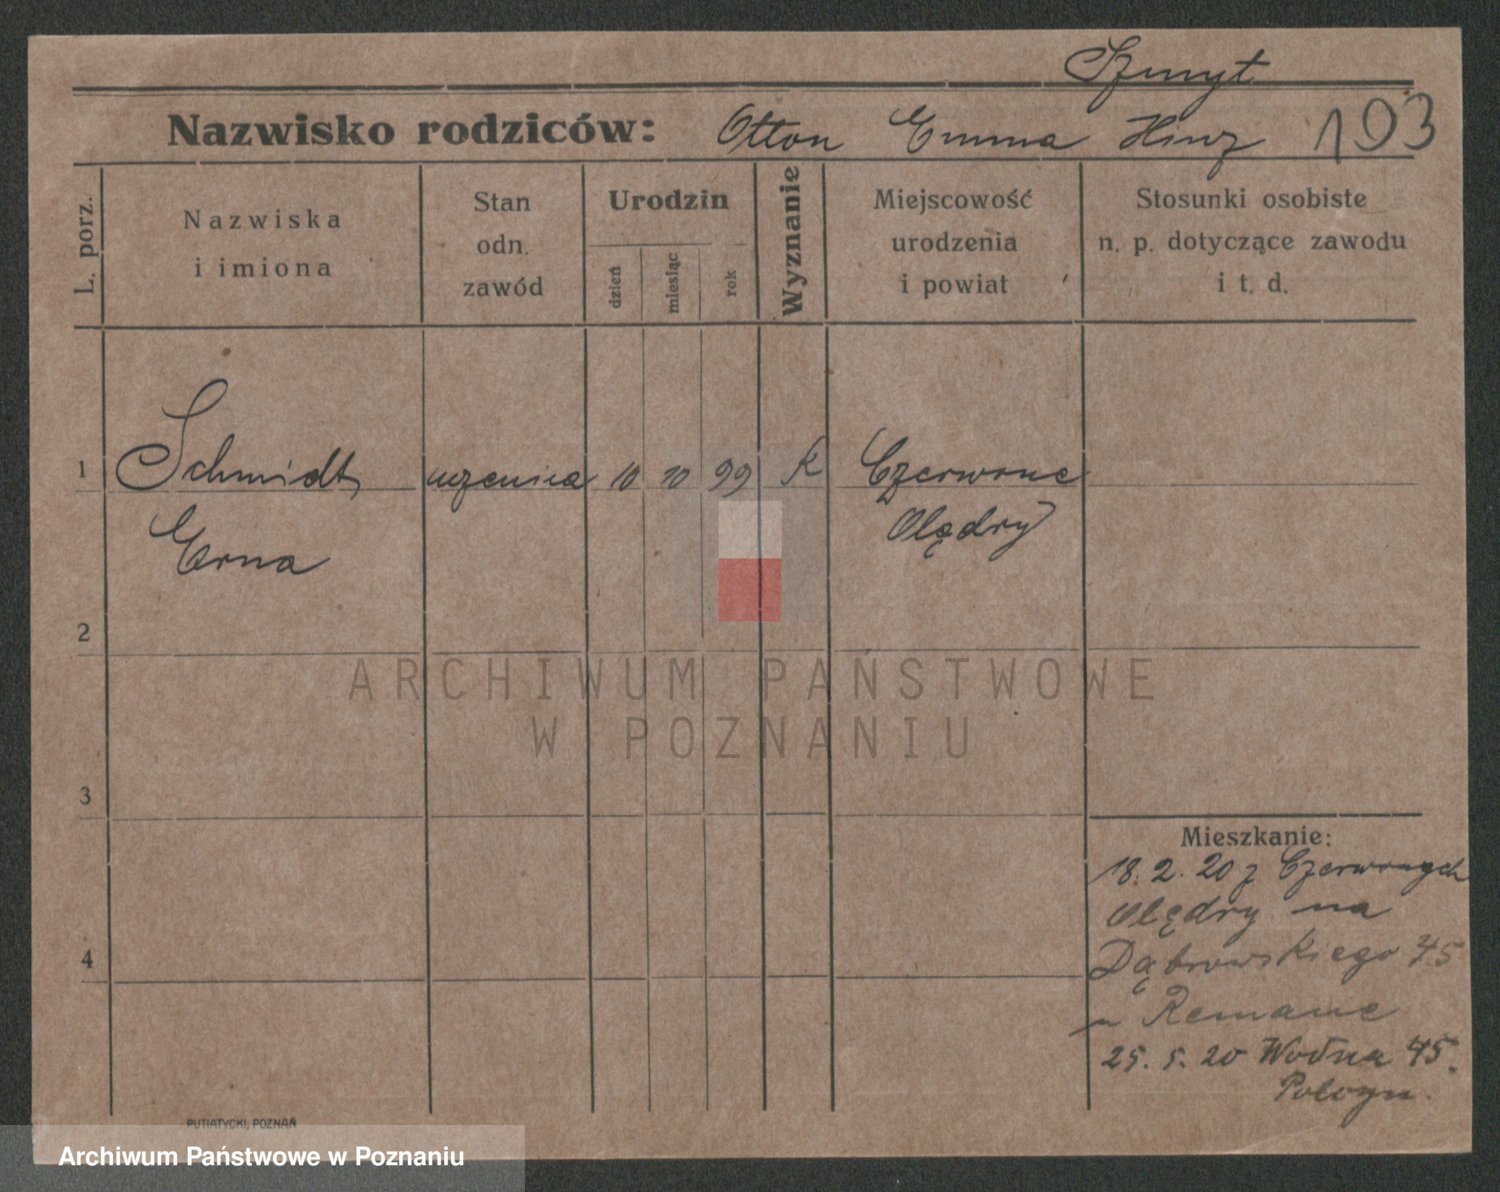 Szmyt
Nazwisko rodziców: Otton Emma Hinz 193
L. porz.
Nazwiska
i imiona
Stan
odn.
zawód
Urodzin
dzień
miesiąc
rok
Wyznanie
Miejscowość
urodzenia
i powiat
Stosunki osobiste
n. p. dotyczące zawodu
i t. d.
1 Schmidt uczenica 10 10 99 k Czerwone
Erna Olędry
2
ARCHIWUM PAŃSTWOWE
W POZNANIU
3
Mieszkanie:
18.2.20 z Czerwonych
Olędry na
4 Dąbrowskiego 45
u Remane
25.5.20 Wodna 45.
PUTIATYCKI, POZNAŃ
Archiwum Państwowe w Poznaniu